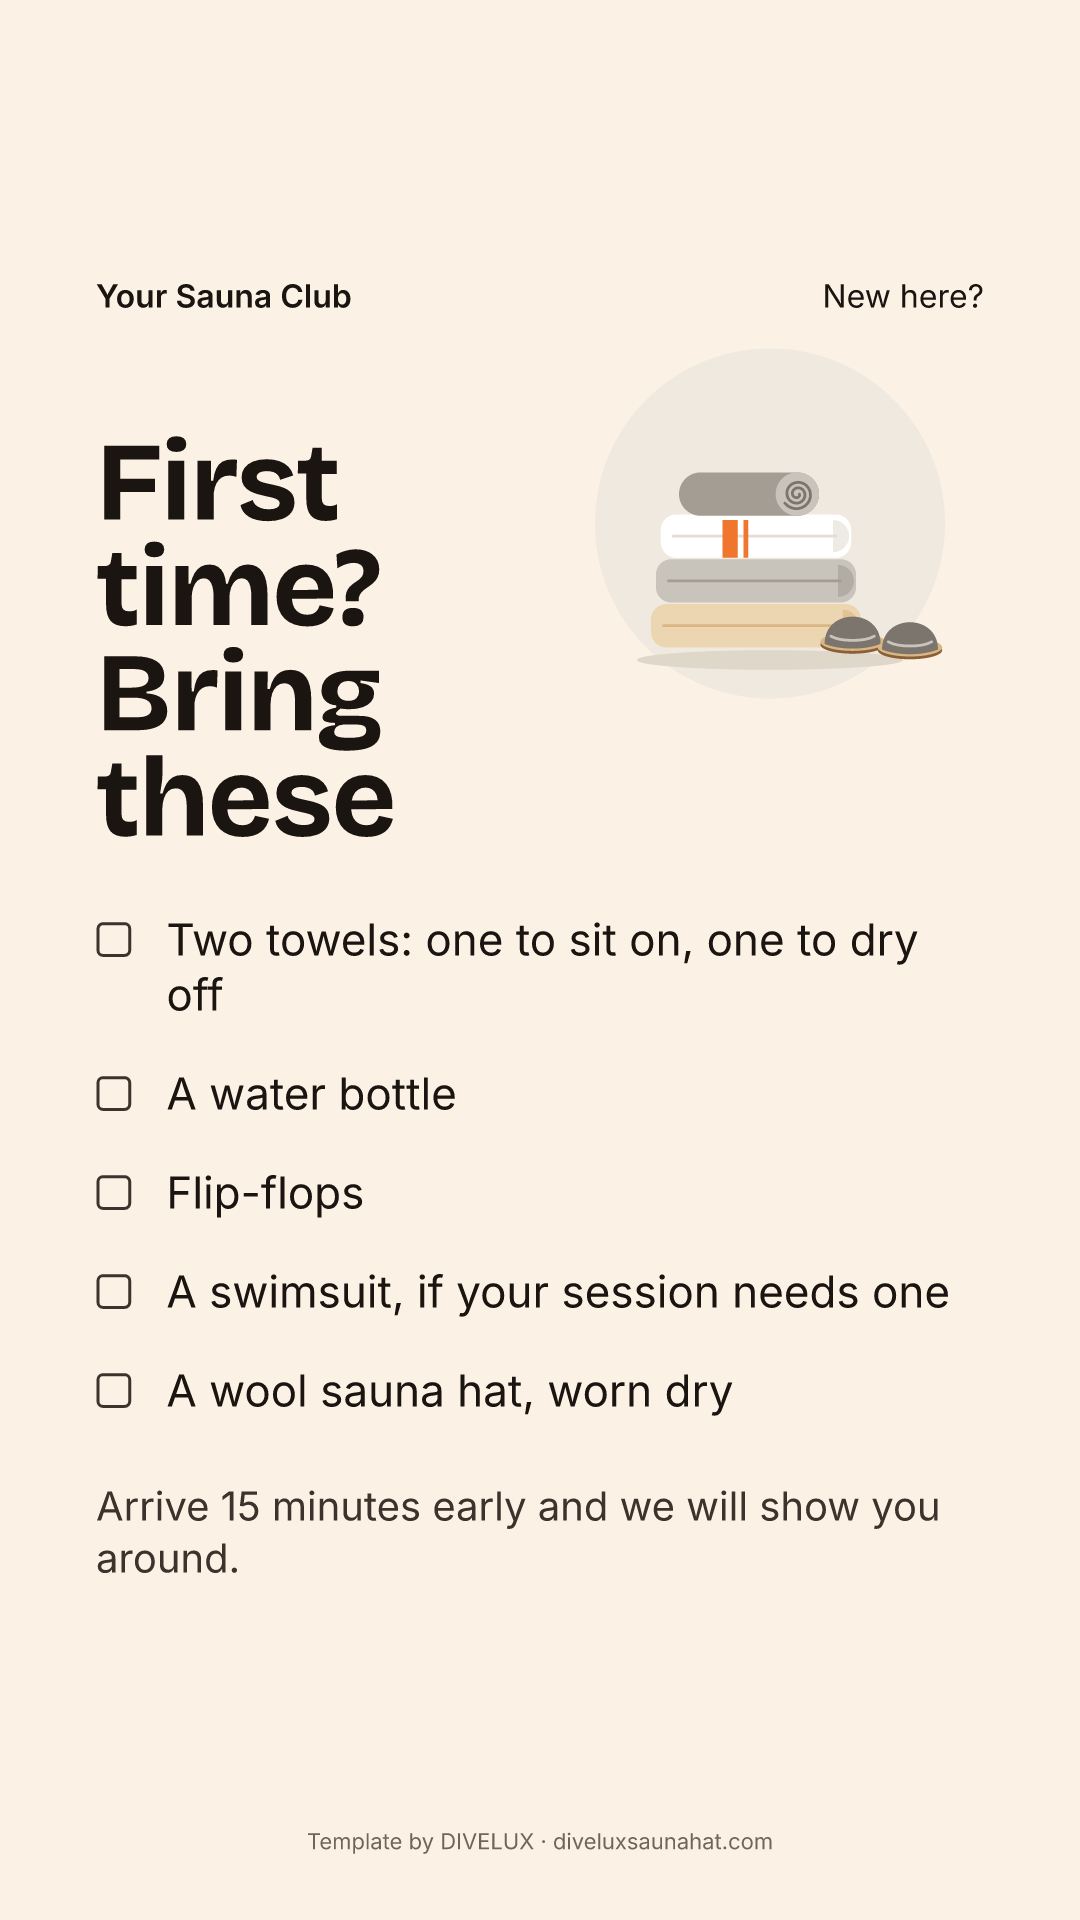 Your Sauna Club
New here?
First
time?
Bring
these
Two towels: one to sit on, one to dry
off
A water bottle
Flip-flops
A swimsuit, if your session needs one
A wool sauna hat, worn dry
Arrive 15 minutes early and we will show you
around.
Template by DIVELUX · diveluxsaunahat.com